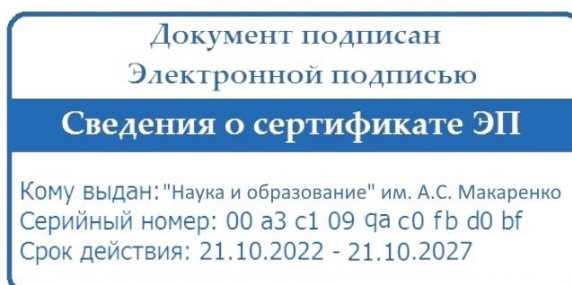 Документ подписан
Электронной подписью
Сведения о сертификате ЭП
Кому выдан:"Наука и образование" им. А.С. Макаренко
Серийный номер: 00 a3 c1 09 qa c0 fb d0 bf
Срок действия: 21.10.2022 - 21.10.2027